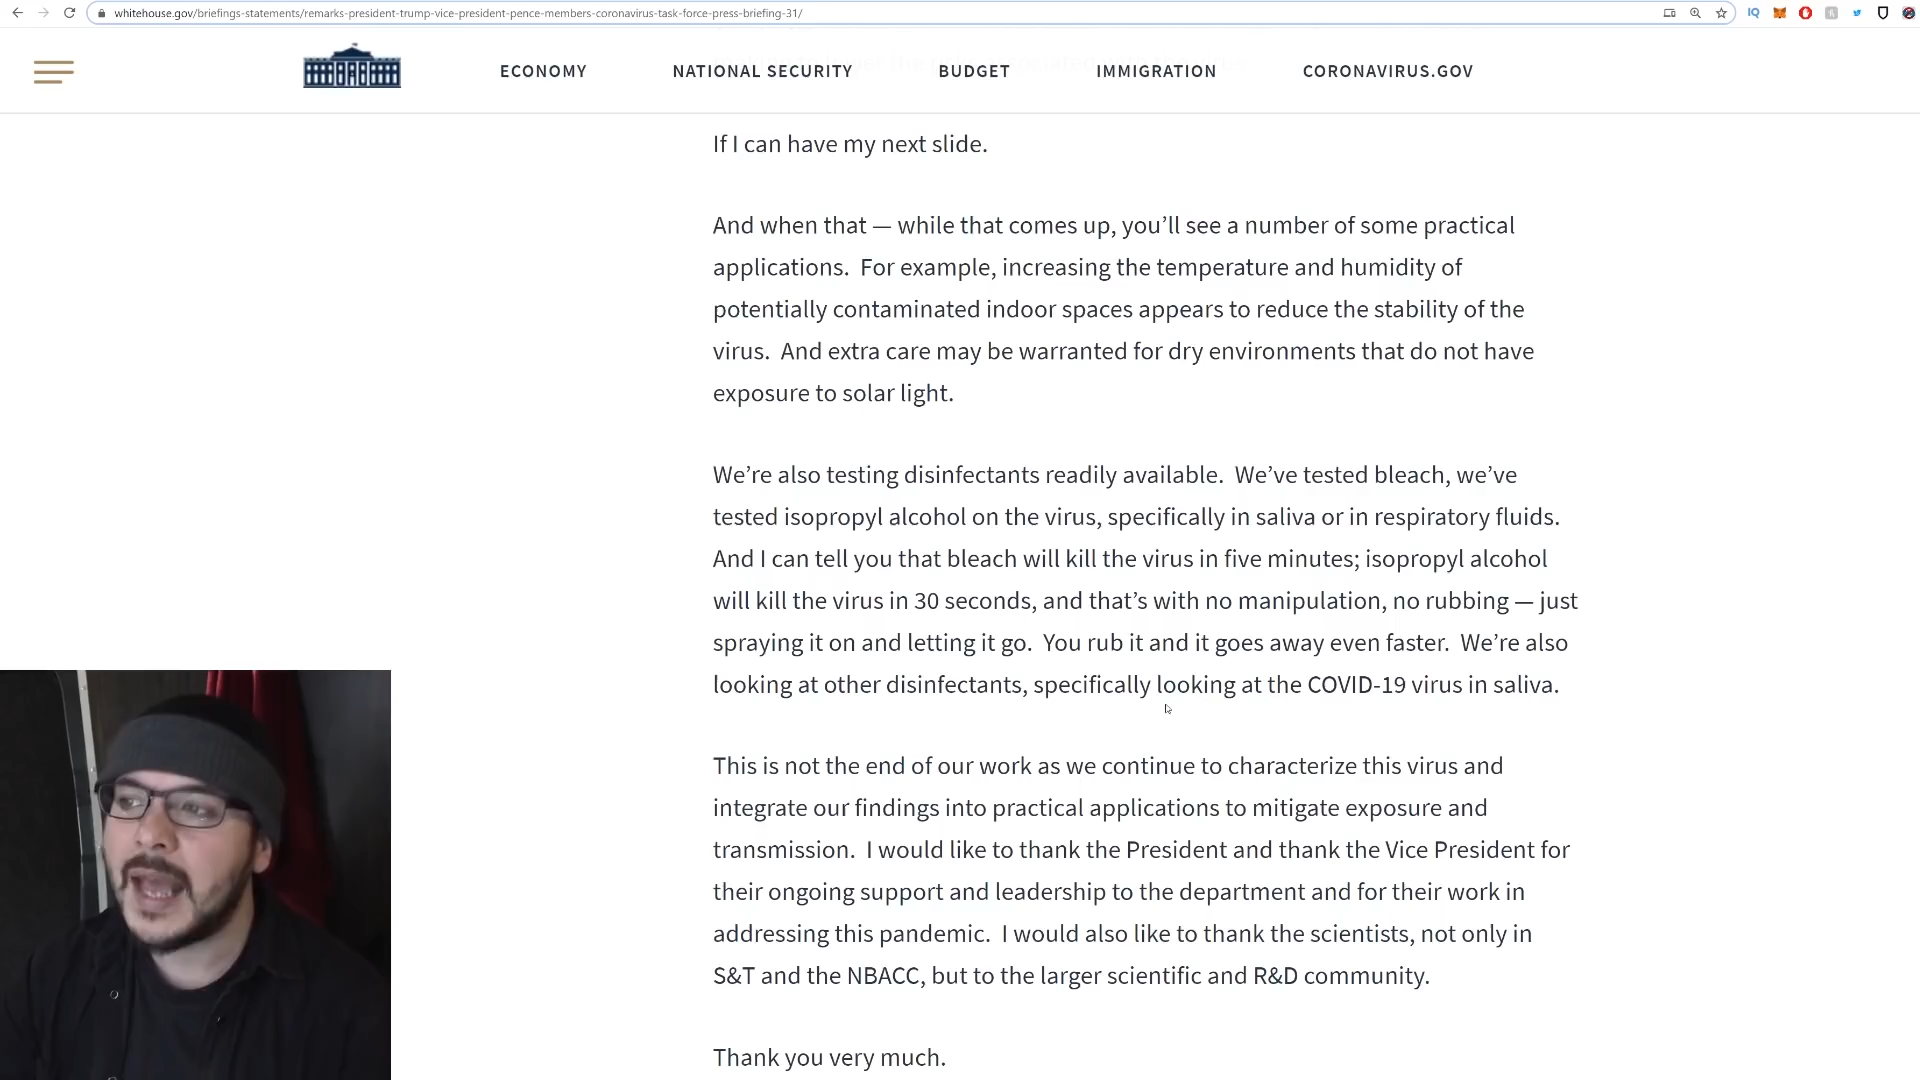 whitehouse.gov/briefings-statements/remarks-president-trump-vice-president-pence-members-coronavirus-task-force-press-briefing-31/
IQ
ECONOMY NATIONAL SECURITY BUDGET IMMIGRATION CORONAVIRUS.GOV
If I can have my next slide.
And when that — while that comes up, you’ll see a number of some practical
applications.  For example, increasing the temperature and humidity of
potentially contaminated indoor spaces appears to reduce the stability of the
virus.  And extra care may be warranted for dry environments that do not have
exposure to solar light.
We’re also testing disinfectants readily available.  We’ve tested bleach, we’ve
tested isopropyl alcohol on the virus, specifically in saliva or in respiratory fluids.
And I can tell you that bleach will kill the virus in five minutes; isopropyl alcohol
will kill the virus in 30 seconds, and that’s with no manipulation, no rubbing — just
spraying it on and letting it go.  You rub it and it goes away even faster.  We’re also
looking at other disinfectants, specifically looking at the COVID-19 virus in saliva.
This is not the end of our work as we continue to characterize this virus and
integrate our findings into practical applications to mitigate exposure and
transmission.  I would like to thank the President and thank the Vice President for
their ongoing support and leadership to the department and for their work in
addressing this pandemic.  I would also like to thank the scientists, not only in
S&T and the NBACC, but to the larger scientific and R&D community.
Thank you very much.